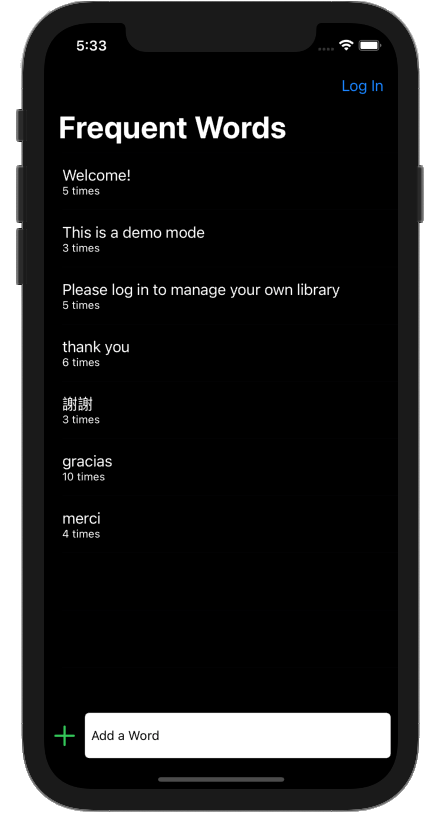 5:33
Log In
Frequent Words
Welcome!
5 times
This is a demo mode
3 times
Please log in to manage your own library
5 times
thank you
6 times
謝謝
3 times
gracias
10 times
merci
4 times
Add a Word